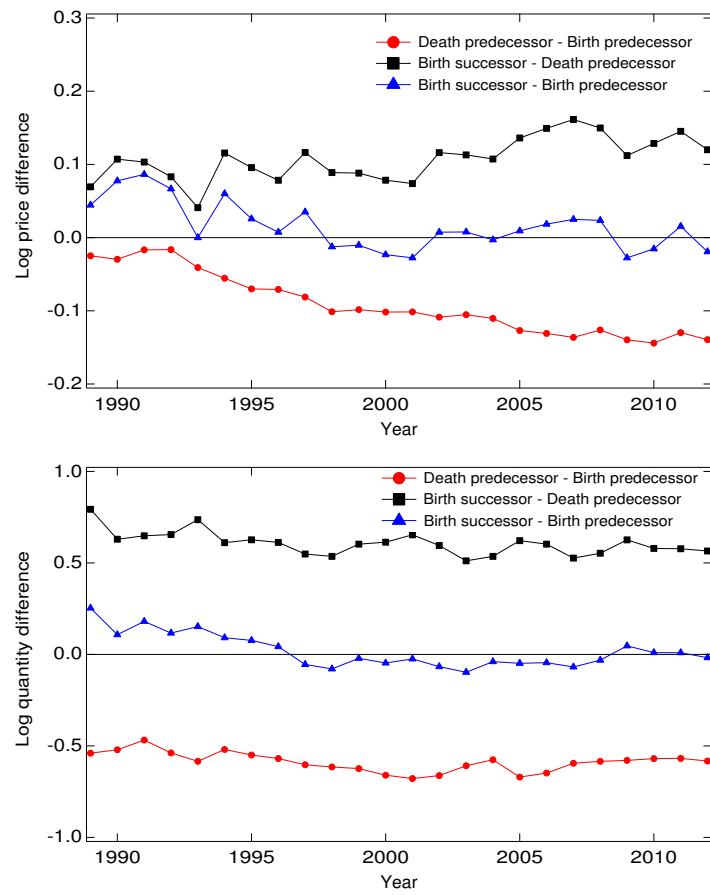 0.3
Death predecessor - Birth predecessor
Birth successor - Death predecessor
Birth successor - Birth predecessor
0.2
0.1
0.0
-0.1
-0.2
Log price difference
1990 1995 2000 2005 2010
Year
1.0
Death predecessor - Birth predecessor
Birth successor - Death predecessor
Birth successor - Birth predecessor
0.5
0.0
-0.5
-1.0
Log quantity difference
1990 1995 2000 2005 2010
Year